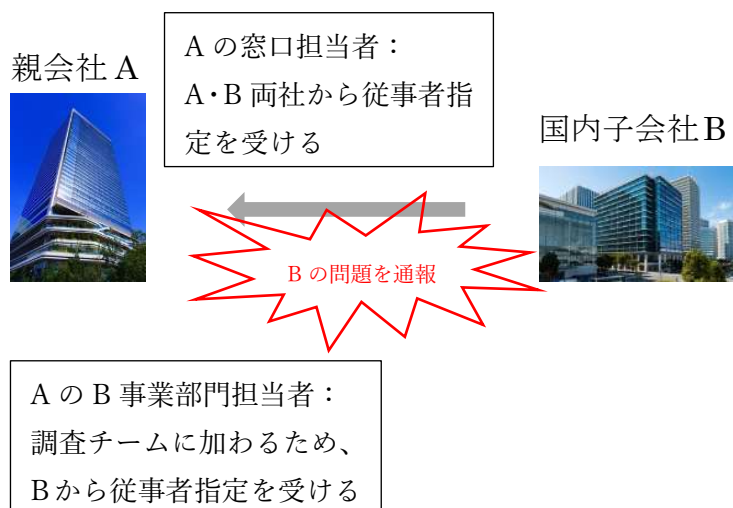 親会社A
Aの窓口担当者：
A・B両社から従事者指
定を受ける
国内子会社B
Bの問題を通報
AのB事業部門担当者：
調査チームに加わるため、
Bから従事者指定を受ける